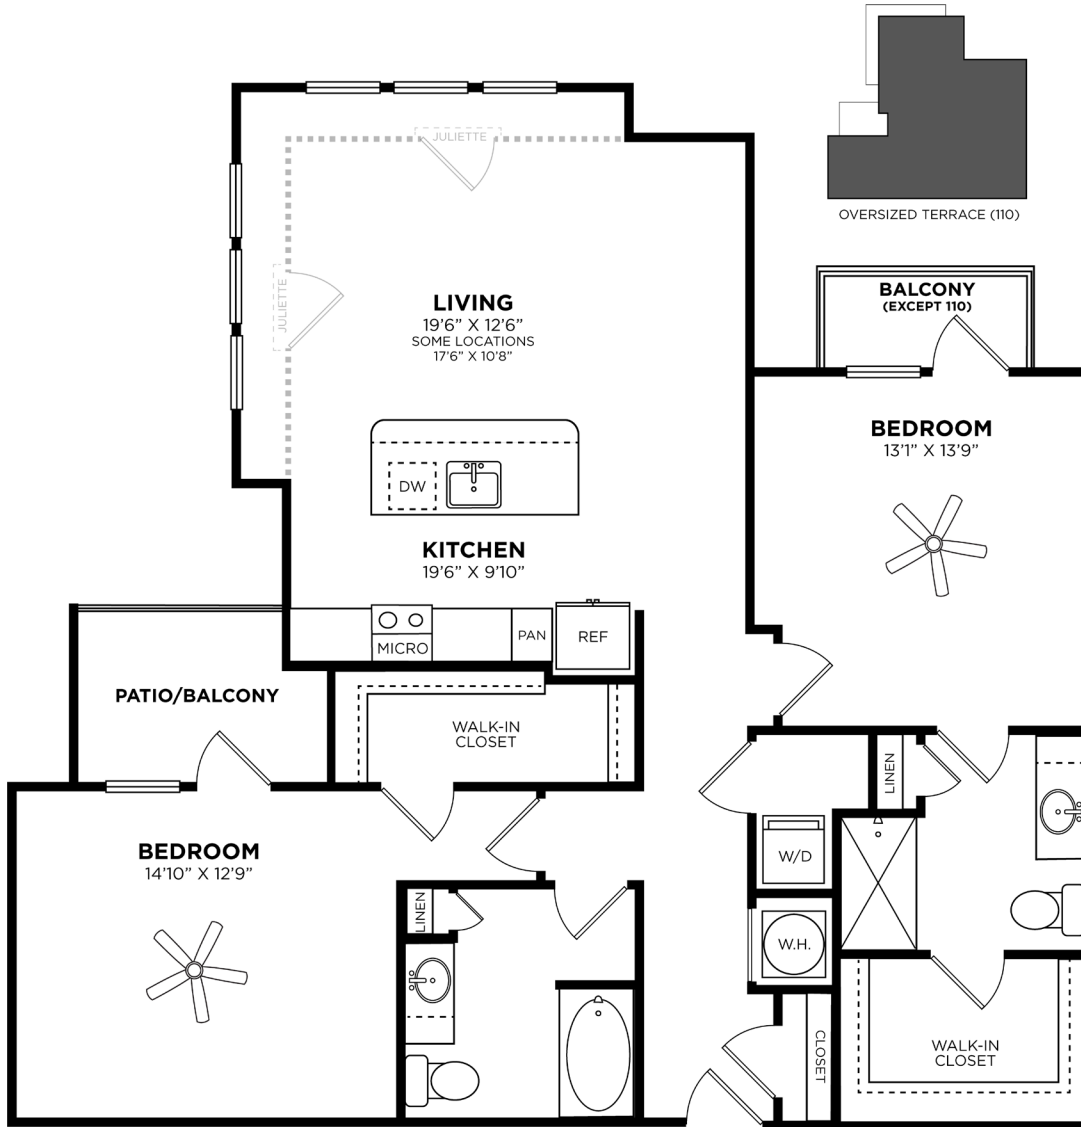 OVERSIZED TERRACE (110)
JULIETTE
JULIETTE
LIVING
19’6” X 12’6”
SOME LOCATIONS
17'6" X 10'8"
BALCONY
(EXCEPT 110)
BEDROOM
13’1” X 13’9”
DW
KITCHEN
19’6” X 9’10”
MICRO
PAN
REF
PATIO/BALCONY
WALK-IN
CLOSET
LINEN
BEDROOM
14’10” X 12’9”
W/D
LINEN
W.H.
WALK-IN
CLOSET
CLOSET